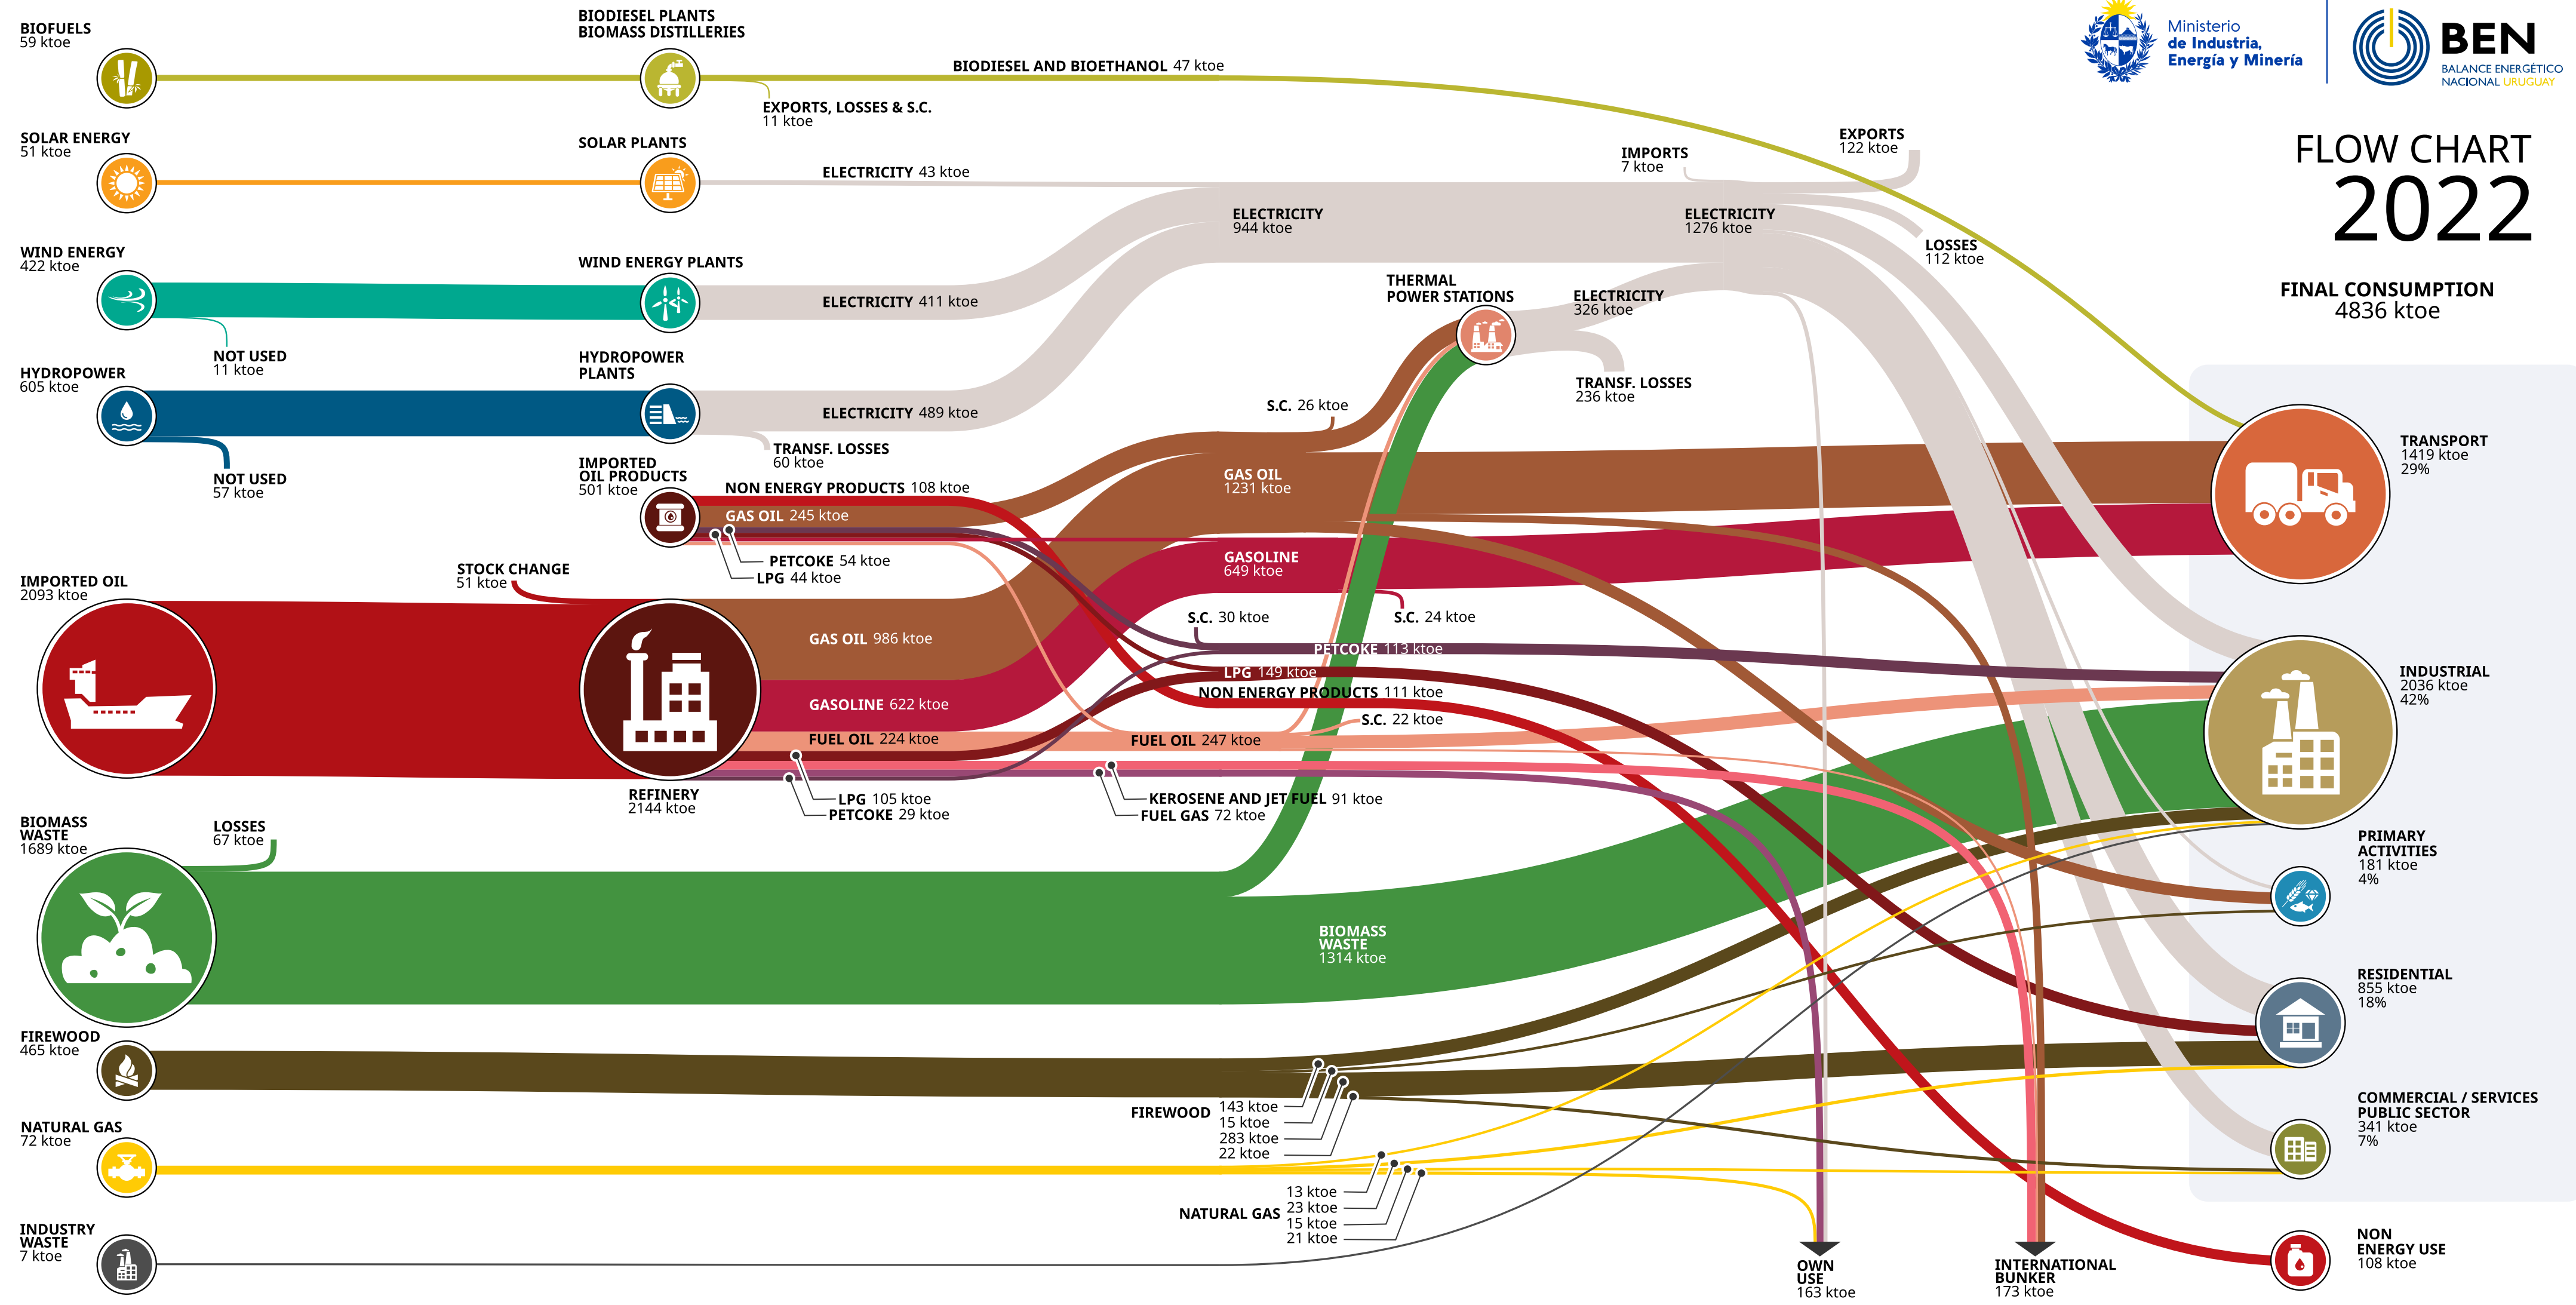 BIOFUELS
59 ktoe
BIODIESEL PLANTS
BIOMASS DISTILLERIES
BIODIESEL AND BIOETHANOL 47 ktoe
EXPORTS, LOSSES & S.C.
11 ktoe
Ministerio
de Industria,
Energía y Minería
BEN
BALANCE ENERGÉTICO
NACIONAL URUGUAY
FLOW CHART
2022
FINAL CONSUMPTION
4836 ktoe
SOLAR ENERGY
51 ktoe
SOLAR PLANTS
ELECTRICITY 43 ktoe
IMPORTS
7 ktoe
EXPORTS
122 ktoe
ELECTRICITY
944 ktoe
ELECTRICITY
1276 ktoe
LOSSES
112 ktoe
WIND ENERGY
422 ktoe
WIND ENERGY PLANTS
ELECTRICITY 411 ktoe
NOT USED
11 ktoe
THERMAL
POWER STATIONS
ELECTRICITY
326 ktoe
TRANSF. LOSSES
236 ktoe
HYDROPOWER
605 ktoe
HYDROPOWER
PLANTS
ELECTRICITY 489 ktoe
TRANSF. LOSSES
60 ktoe
NOT USED
57 ktoe
S.C. 26 ktoe
IMPORTED
OIL PRODUCTS
501 ktoe
NON ENERGY PRODUCTS 108 ktoe
GAS OIL 245 ktoe
PETCOKE 54 ktoe
LPG 44 ktoe
GAS OIL
1231 ktoe
GASOLINE
649 ktoe
TRANSPORT
1419 ktoe
29%
IMPORTED OIL
2093 ktoe
STOCK CHANGE
51 ktoe
GAS OIL 986 ktoe
GASOLINE 622 ktoe
FUEL OIL 224 ktoe
S.C. 30 ktoe
S.C. 24 ktoe
PETCOKE 113 ktoe
LPG 149 ktoe
NON ENERGY PRODUCTS 111 ktoe
S.C. 22 ktoe
FUEL OIL 247 ktoe
INDUSTRIAL
2036 ktoe
42%
REFINERY
2144 ktoe
LPG 105 ktoe
PETCOKE 29 ktoe
KEROSENE AND JET FUEL 91 ktoe
FUEL GAS 72 ktoe
BIOMASS
WASTE
1689 ktoe
LOSSES
67 ktoe
BIOMASS
WASTE
1314 ktoe
PRIMARY
ACTIVITIES
181 ktoe
4%
RESIDENTIAL
855 ktoe
18%
FIREWOOD
465 ktoe
FIREWOOD
143 ktoe
15 ktoe
283 ktoe
22 ktoe
COMMERCIAL / SERVICES
PUBLIC SECTOR
341 ktoe
7%
NATURAL GAS
72 ktoe
NATURAL GAS
13 ktoe
23 ktoe
15 ktoe
21 ktoe
INDUSTRY
WASTE
7 ktoe
OWN
USE
163 ktoe
INTERNATIONAL
BUNKER
173 ktoe
NON
ENERGY USE
108 ktoe